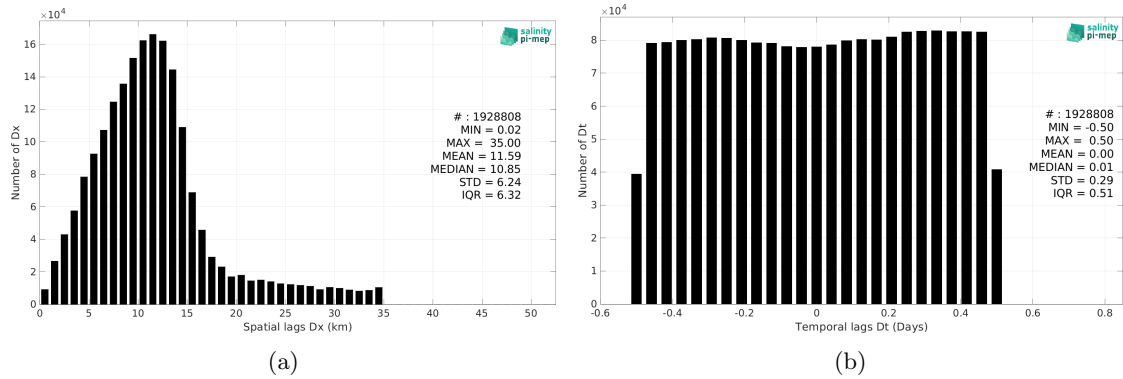 ×10⁴
16
14
12
10
8
6
4
2
0
Number of Dx
0 5 10 15 20 25 30 35 40 45 50
Spatial lags Dx (km)
salinity
pi-mep
# : 1928808
MIN = 0.02
MAX = 35.00
MEAN = 11.59
MEDIAN = 10.85
STD = 6.24
IQR = 6.32
(a)
×10⁴
8
7
6
5
4
3
2
1
0
Number of Dt
-0.6 -0.4 -0.2 0 0.2 0.4 0.6 0.8
Temporal lags Dt (Days)
salinity
pi-mep
# : 1928808
MIN = -0.50
MAX = 0.50
MEAN = 0.00
MEDIAN = 0.01
STD = 0.29
IQR = 0.51
(b)